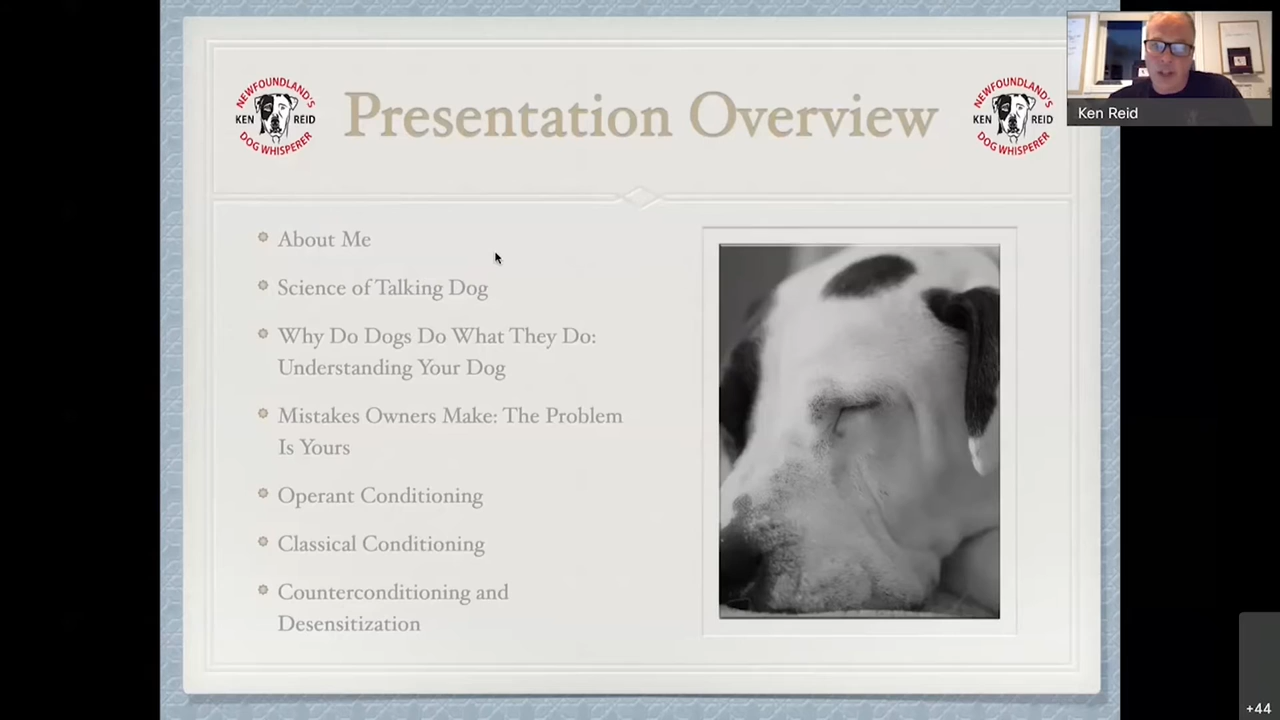 NEWFOUNDLAND'S
KEN REID
DOG WHISPERER
Presentation Overview
NEWFOUNDLAND'S
KEN REID
DOG WHISPERER
Ken Reid
About Me
Science of Talking Dog
Why Do Dogs Do What They Do:
Understanding Your Dog
Mistakes Owners Make: The Problem
Is Yours
Operant Conditioning
Classical Conditioning
Counterconditioning and
Desensitization
+44